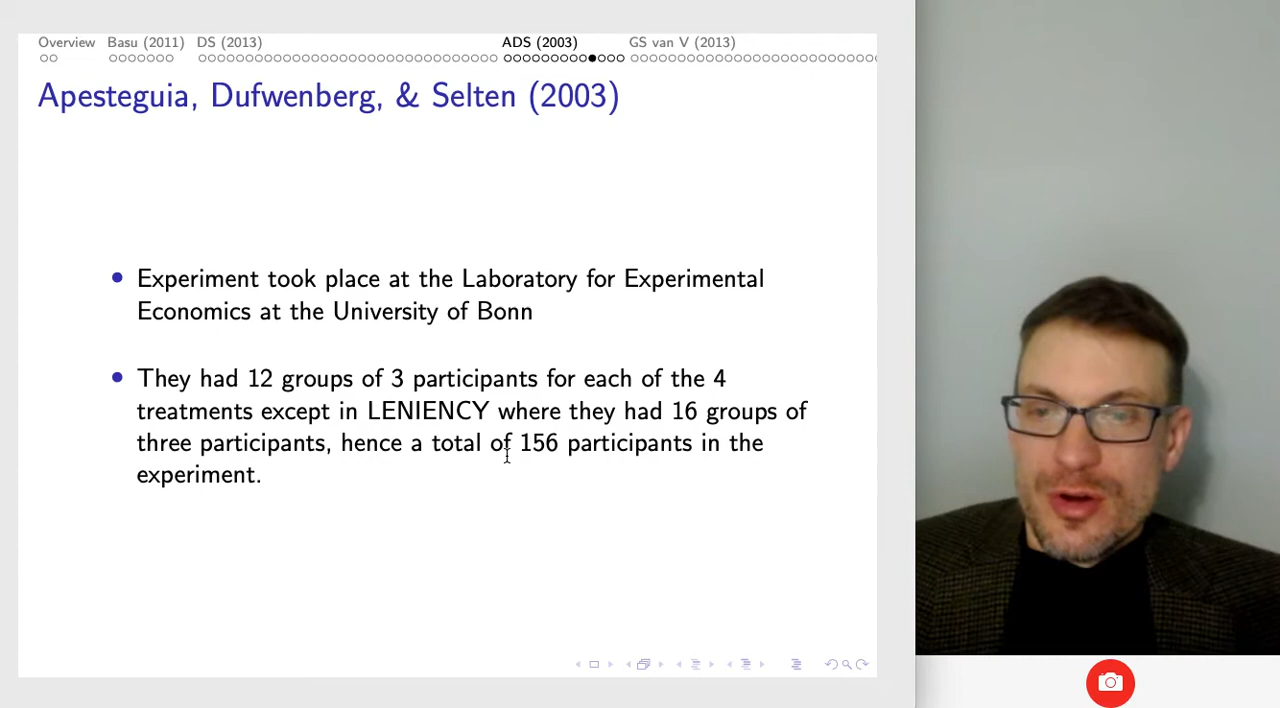 Overview Basu (2011) DS (2013) ADS (2003) GS van V (2013)
Apesteguia, Dufwenberg, & Selten (2003)
Experiment took place at the Laboratory for Experimental
Economics at the University of Bonn
They had 12 groups of 3 participants for each of the 4
treatments except in LENIENCY where they had 16 groups of
three participants, hence a total of 156 participants in the
experiment.